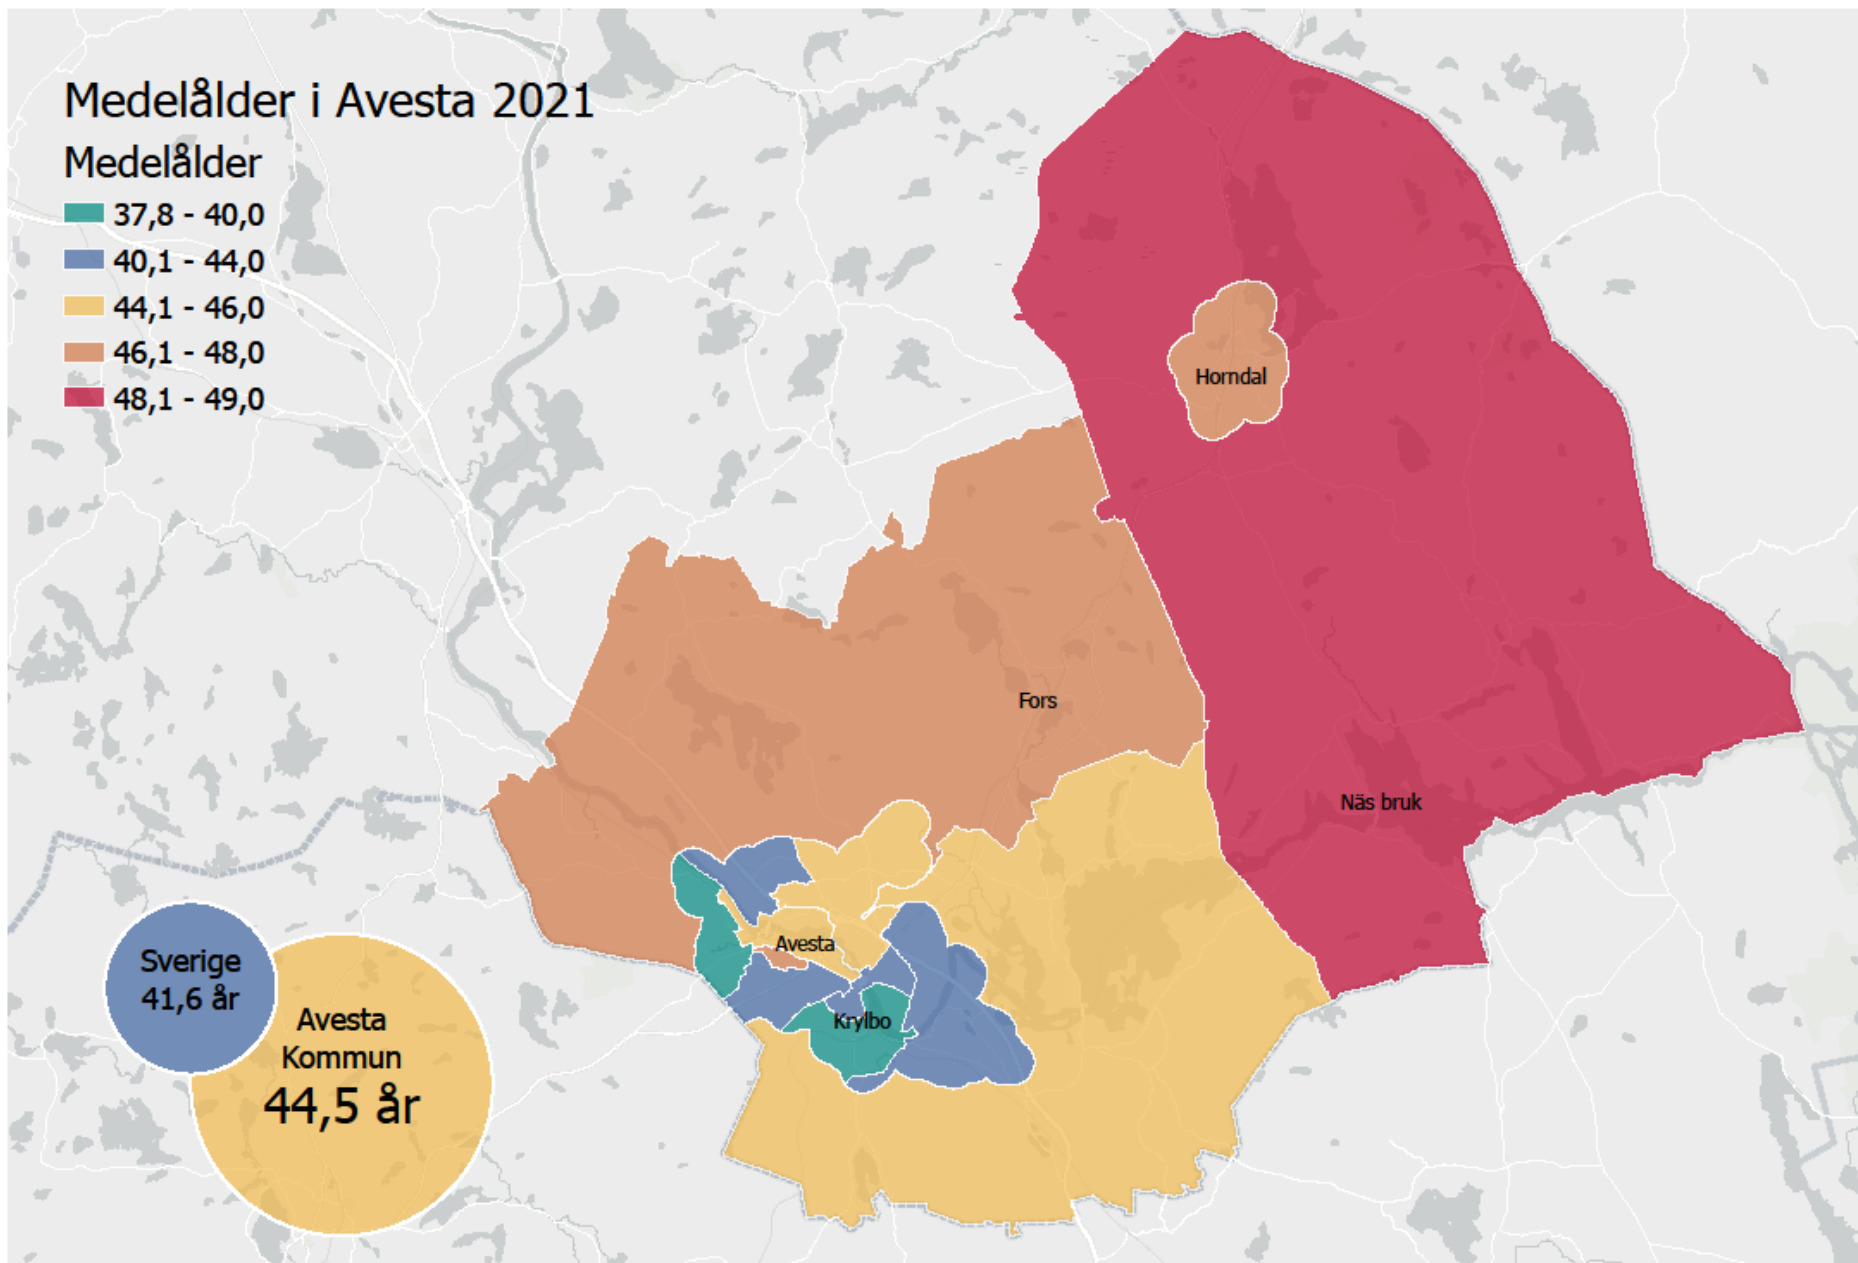 Medelålder i Avesta 2021
Medelålder
37,8 - 40,0
40,1 - 44,0
44,1 - 46,0
46,1 - 48,0
48,1 - 49,0
Horndal
Fors
Näs bruk
Avesta
Krylbo
Sverige
41,6 år
Avesta
Kommun
44,5 år